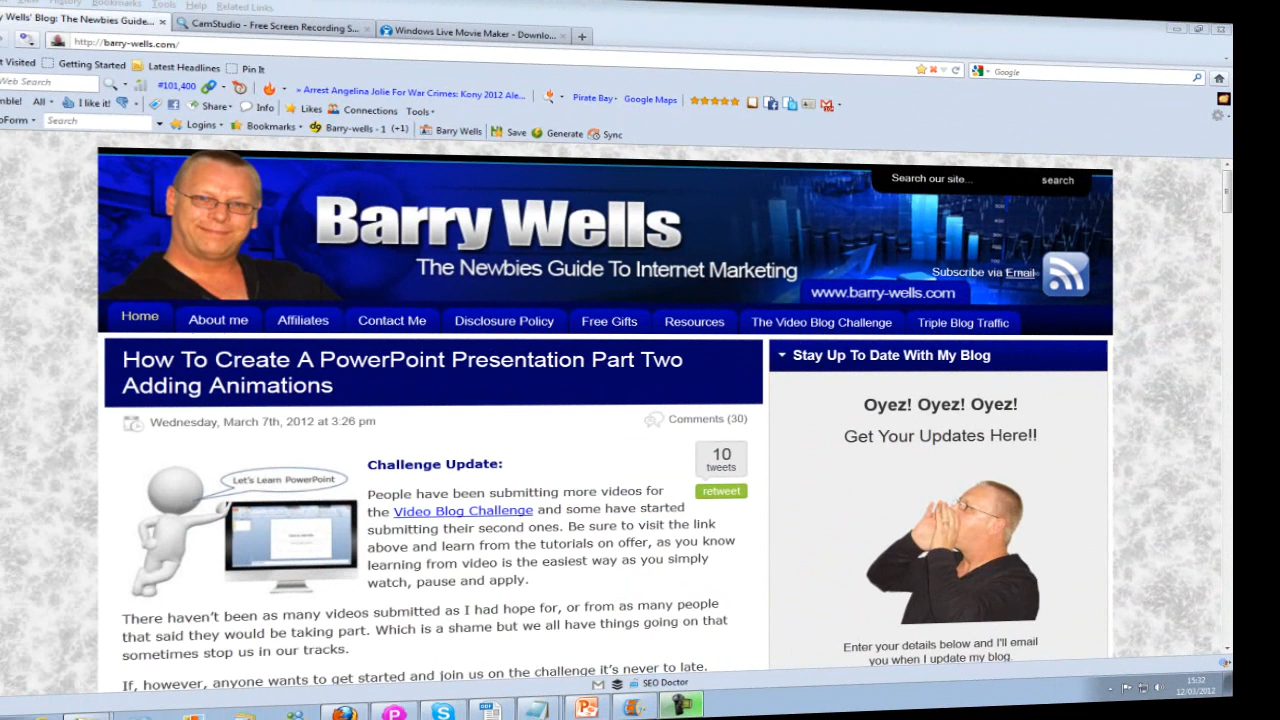 History Bookmarks Tools Help Related Links
Wells' Blog: The Newbies Guide...
CamStudio - Free Screen Recording S...
Windows Live Movie Maker - Downlo...
http://barry-wells.com/
Google
Visited Getting Started Latest Headlines Pin It
Web Search #101,400 » Arrest Angelina Jolie For War Crimes: Kony 2012 Ale... Pirate Bay Google Maps
All I like it! Share Info Likes Connections Tools
Search Logins Bookmarks Barry-wells - 1 (+1) Barry Wells Save Generate Sync
Search our site... search
Barry Wells
The Newbies Guide To Internet Marketing
Subscribe via Email
www.barry-wells.com
Home About me Affiliates Contact Me Disclosure Policy Free Gifts Resources The Video Blog Challenge Triple Blog Traffic
How To Create A PowerPoint Presentation Part Two
Adding Animations
Wednesday, March 7th, 2012 at 3:26 pm
Comments (30)
Let's Learn PowerPoint
10
tweets
retweet
Challenge Update:
People have been submitting more videos for
the Video Blog Challenge and some have started
submitting their second ones. Be sure to visit the link
above and learn from the tutorials on offer, as you know
learning from video is the easiest way as you simply
watch, pause and apply.
There haven't been as many videos submitted as I had hope for, or from as many people
that said they would be taking part. Which is a shame but we all have things going on that
sometimes stop us in our tracks.
If, however, anyone wants to get started and join us on the challenge it's never to late.
Stay Up To Date With My Blog
Oyez! Oyez! Oyez!
Get Your Updates Here!!
Enter your details below and I'll email
you when I update my blog.
SEO Doctor
15:32
12/03/2012